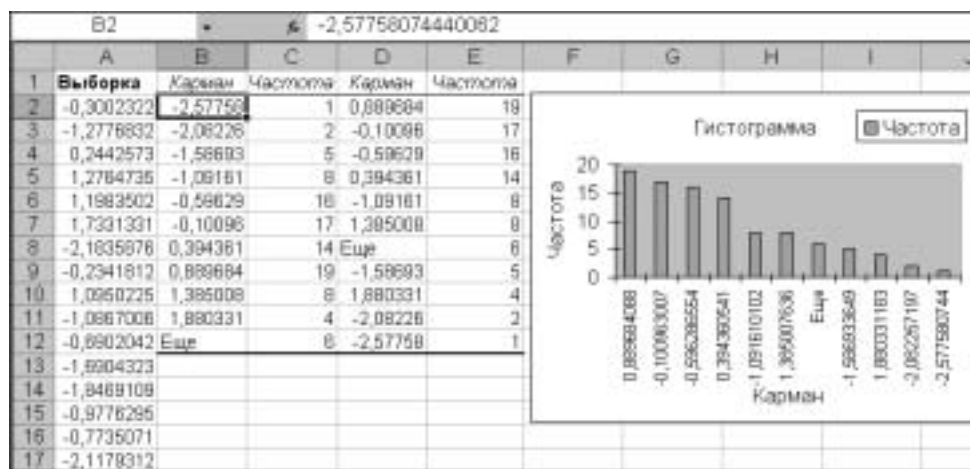 B2 -2,57758074440062
A B C D E F G H I
1 Выборка Карман Частота Карман Частота
2 -0,3002322 -2,57758 1 0,889684 19
3 -1,2776832 -2,08226 2 -0,10096 17
4 0,2442573 -1,58693 5 -0,59629 16
5 1,2764735 -1,09161 8 0,394361 14
6 1,1983502 -0,59629 16 -1,09161 8
7 1,7331331 -0,10096 17 1,385008 8
8 -2,1835876 0,394361 14 Еще 6
9 -0,2341812 0,889684 19 -1,58693 5
10 1,0950225 1,385008 8 1,880331 4
11 -1,0867006 1,880331 4 -2,08226 2
12 -0,6902042 Еще 6 -2,57758 1
13 -1,6904323
14 -1,8469109
15 -0,9776295
16 -0,7735071
17 -2,1179312
Гистограмма
Частота
Частота
20
15
10
5
0
0,889684088
-0,100963007
-0,596286554
0,394360541
-1,091610102
1,385007636
Еще
-1,586933649
1,880331183
-2,082257197
-2,577580744
Карман